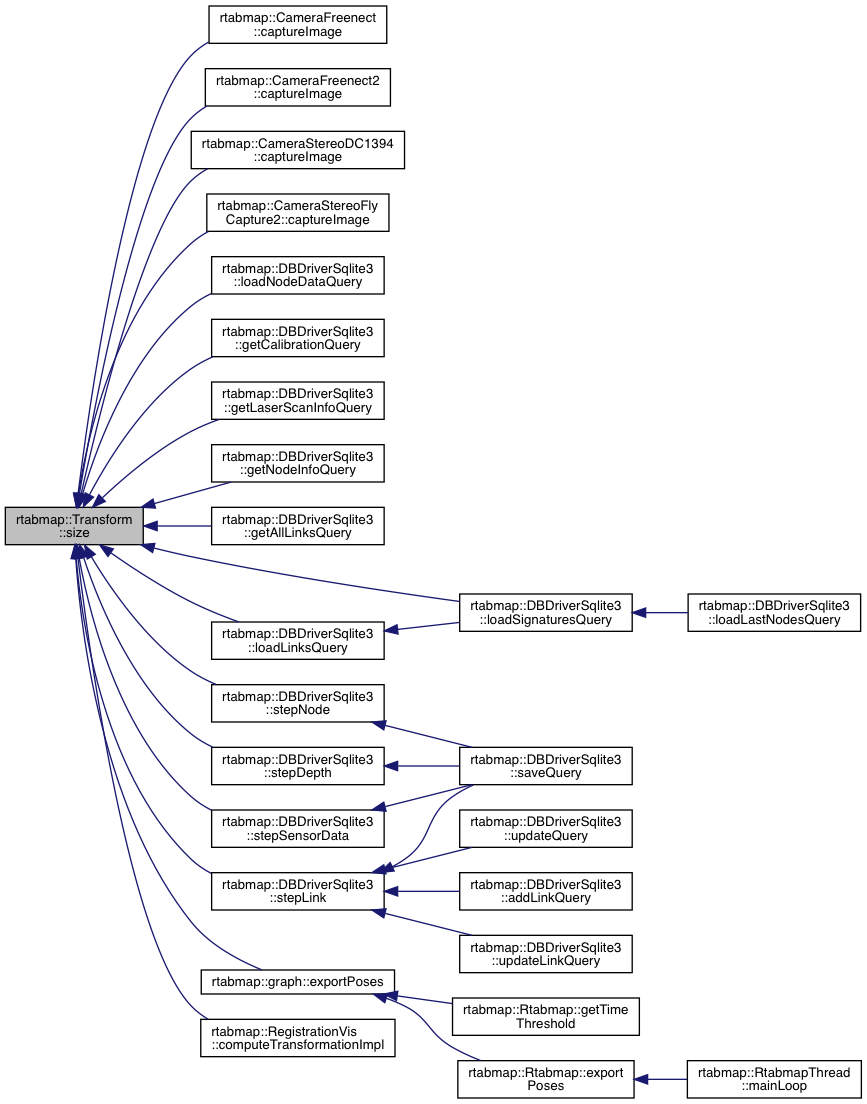 rtabmap::CameraFreenect
::captureImage
rtabmap::CameraFreenect2
::captureImage
rtabmap::CameraStereoDC1394
::captureImage
rtabmap::CameraStereoFly
Capture2::captureImage
rtabmap::DBDriverSqlite3
::loadNodeDataQuery
rtabmap::DBDriverSqlite3
::getCalibrationQuery
rtabmap::DBDriverSqlite3
::getLaserScanInfoQuery
rtabmap::DBDriverSqlite3
::getNodeInfoQuery
rtabmap::Transform
::size
rtabmap::DBDriverSqlite3
::getAllLinksQuery
rtabmap::DBDriverSqlite3
::loadSignaturesQuery
rtabmap::DBDriverSqlite3
::loadLastNodesQuery
rtabmap::DBDriverSqlite3
::loadLinksQuery
rtabmap::DBDriverSqlite3
::stepNode
rtabmap::DBDriverSqlite3
::stepDepth
rtabmap::DBDriverSqlite3
::saveQuery
rtabmap::DBDriverSqlite3
::stepSensorData
rtabmap::DBDriverSqlite3
::updateQuery
rtabmap::DBDriverSqlite3
::stepLink
rtabmap::DBDriverSqlite3
::addLinkQuery
rtabmap::DBDriverSqlite3
::updateLinkQuery
rtabmap::graph::exportPoses
rtabmap::Rtabmap::getTime
Threshold
rtabmap::RegistrationVis
::computeTransformationImpl
rtabmap::Rtabmap::export
Poses
rtabmap::RtabmapThread
::mainLoop